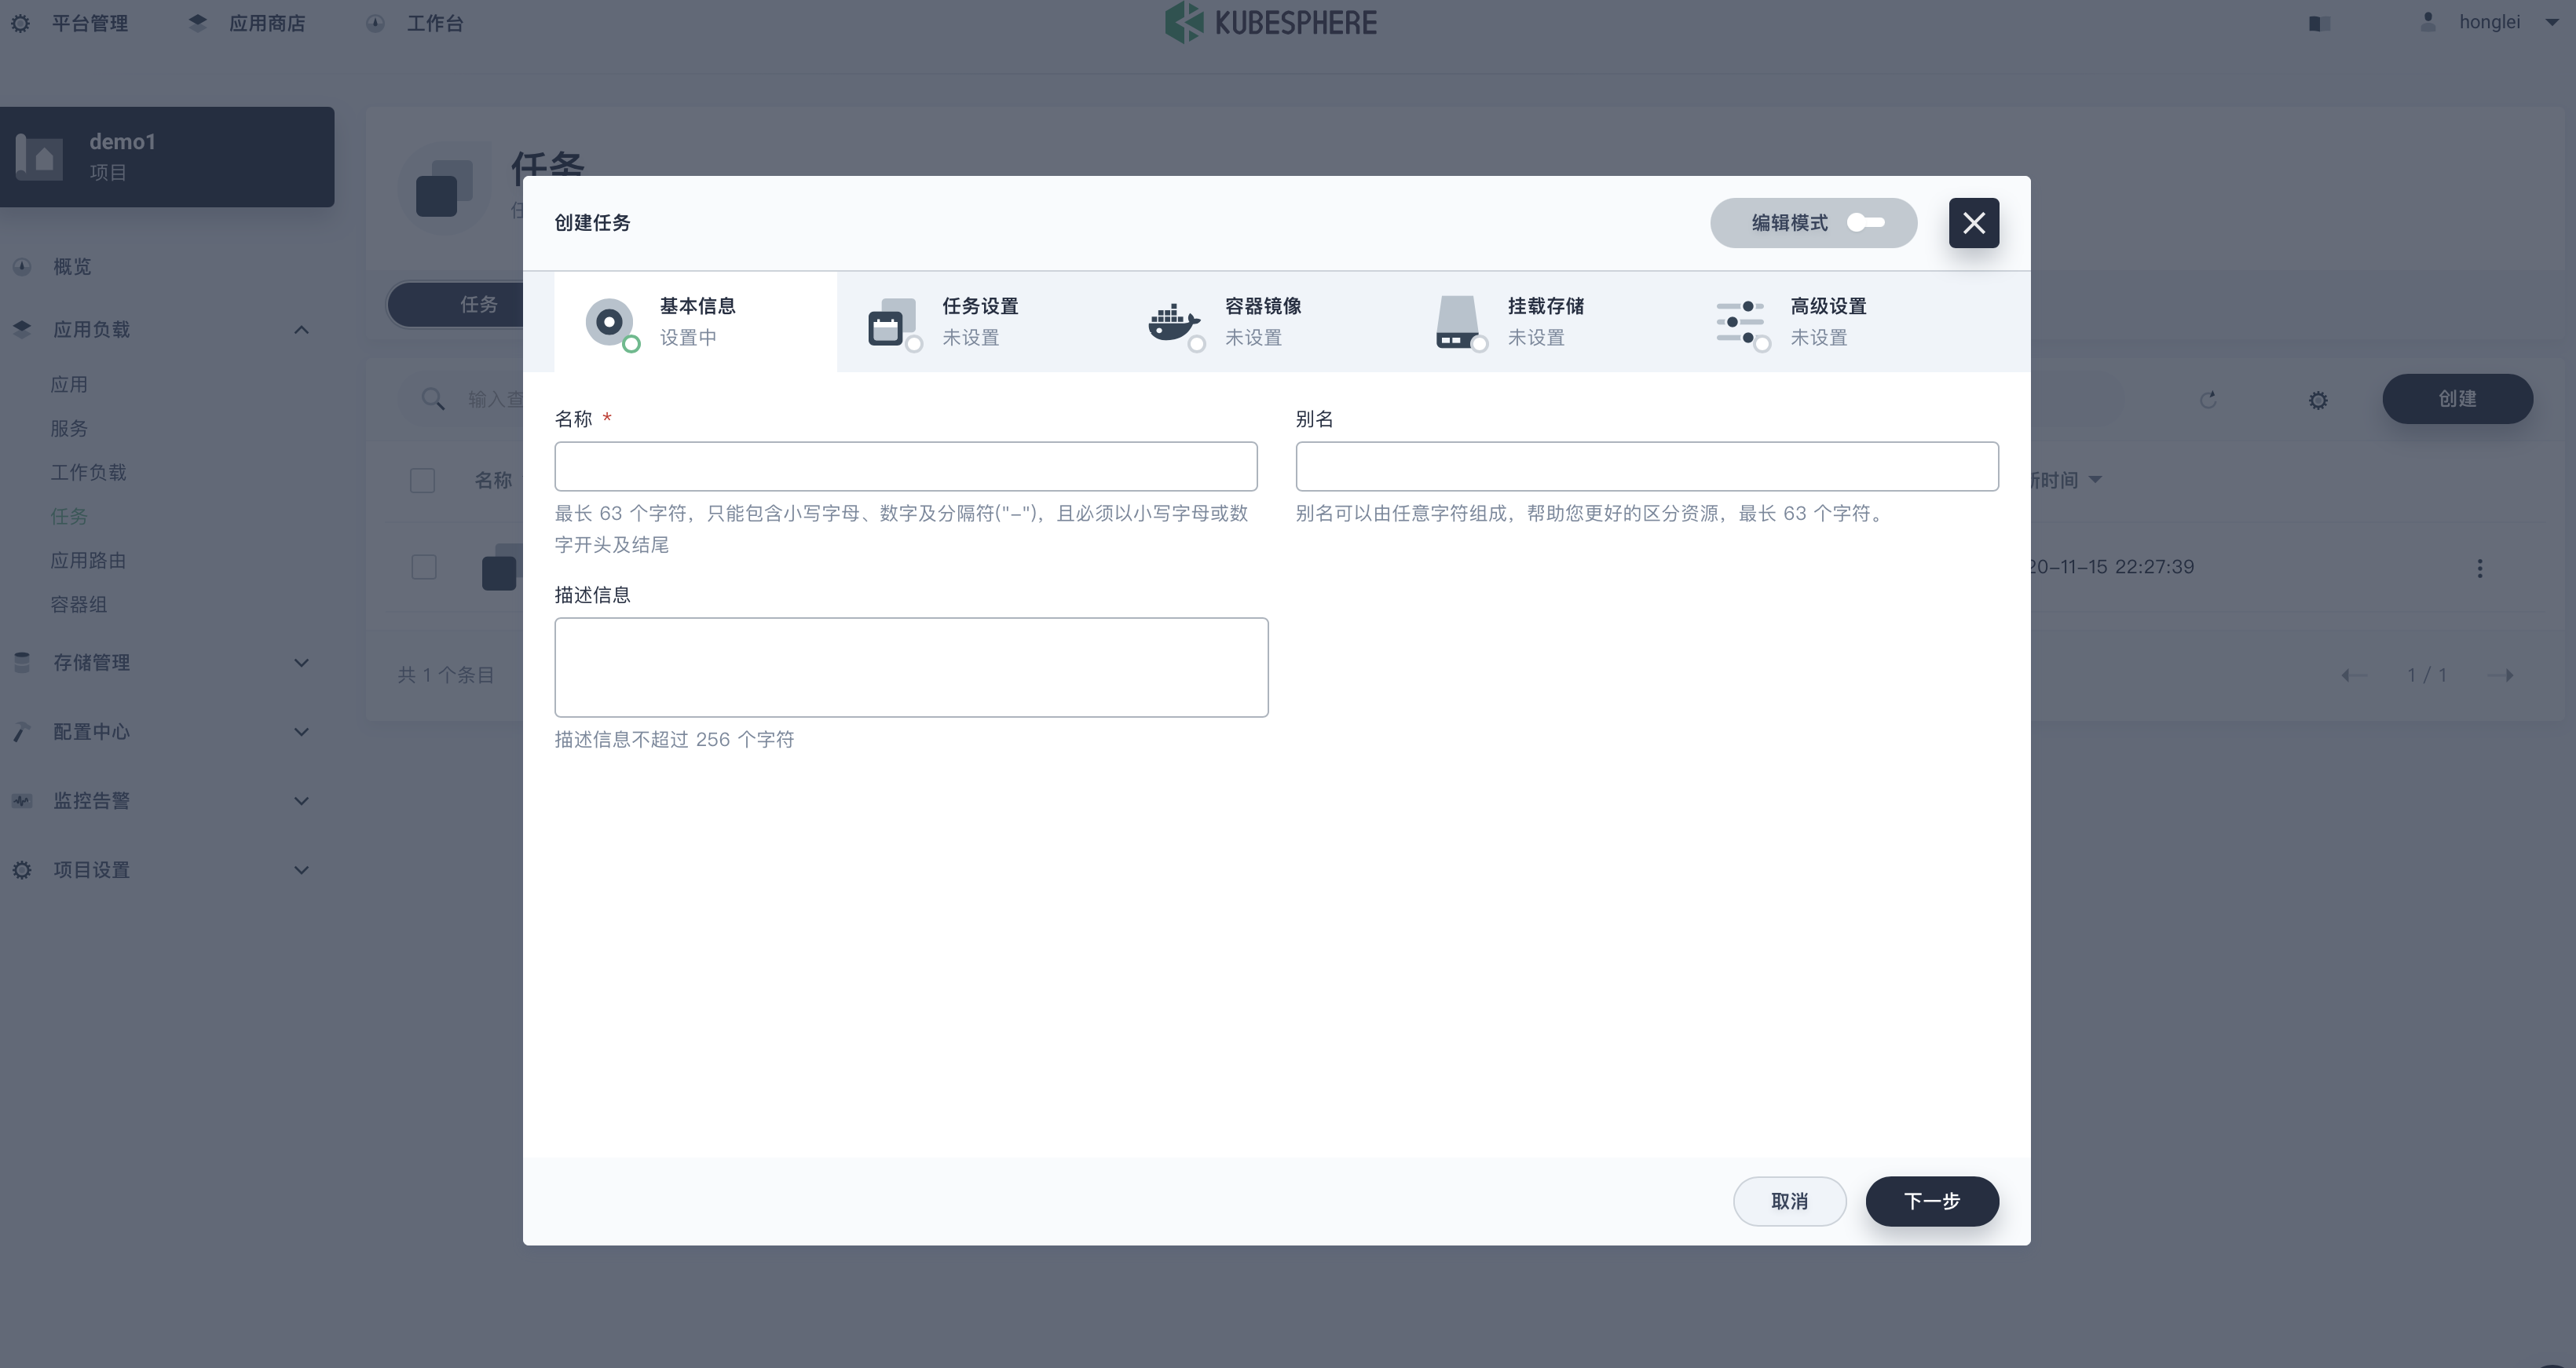 平台管理
应用商店
工作台
KUBESPHERE
honglei
demo1
项目
概览
应用负载
应用
服务
工作负载
任务
应用路由
容器组
存储管理
配置中心
监控告警
项目设置
任务
任务
输入查
创建
名称
新时间
20-11-15 22:27:39
共 1 个条目
1 / 1
创建任务
编辑模式
基本信息
设置中
任务设置
未设置
容器镜像
未设置
挂载存储
未设置
高级设置
未设置
名称 *
最长 63 个字符，只能包含小写字母、数字及分隔符("-")，且必须以小写字母或数
字开头及结尾
别名
别名可以由任意字符组成，帮助您更好的区分资源，最长 63 个字符。
描述信息
描述信息不超过 256 个字符
取消
下一步